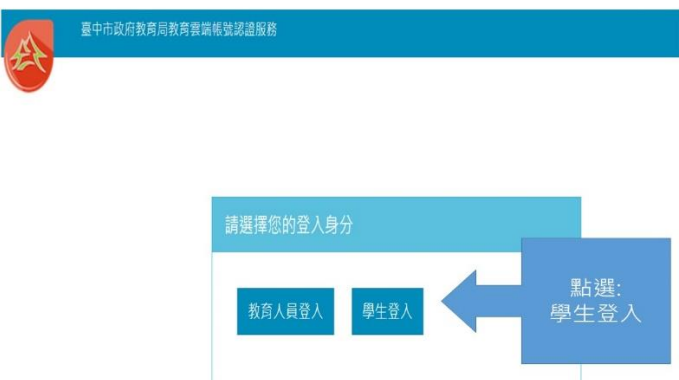 臺中市政府教育局教育雲端帳號認證服務
請選擇您的登入身分
教育人員登入
學生登入
點選:
學生登入